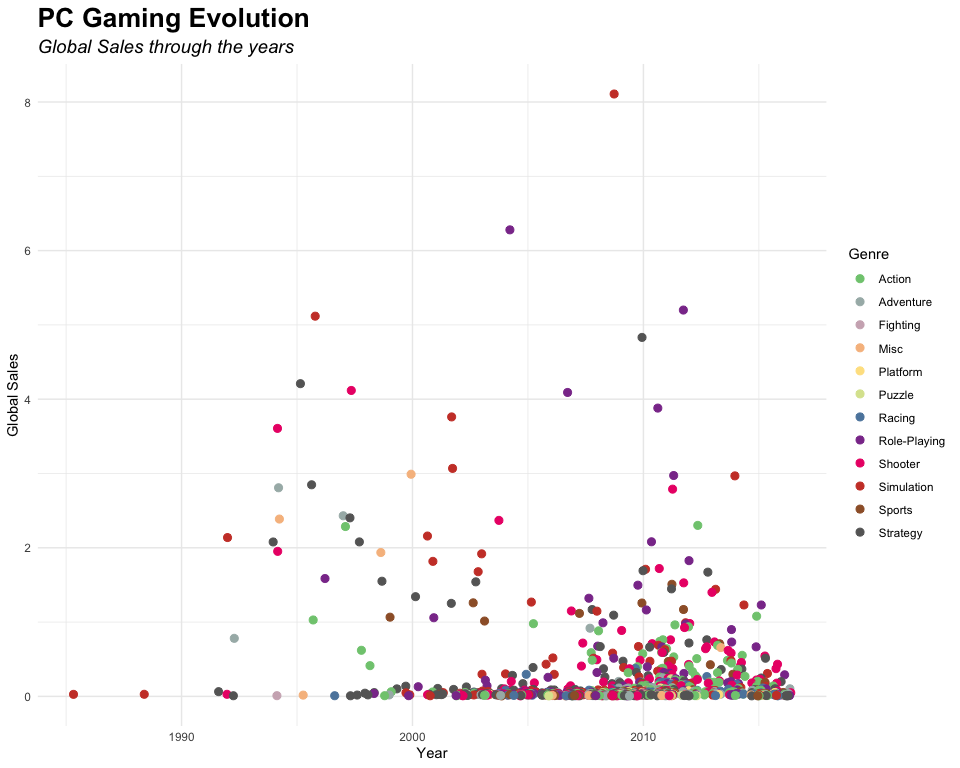 PC Gaming Evolution
Global Sales through the years
8
6
4
2
0
Global Sales
1990
2000
2010
Year
Genre
Action
Adventure
Fighting
Misc
Platform
Puzzle
Racing
Role-Playing
Shooter
Simulation
Sports
Strategy